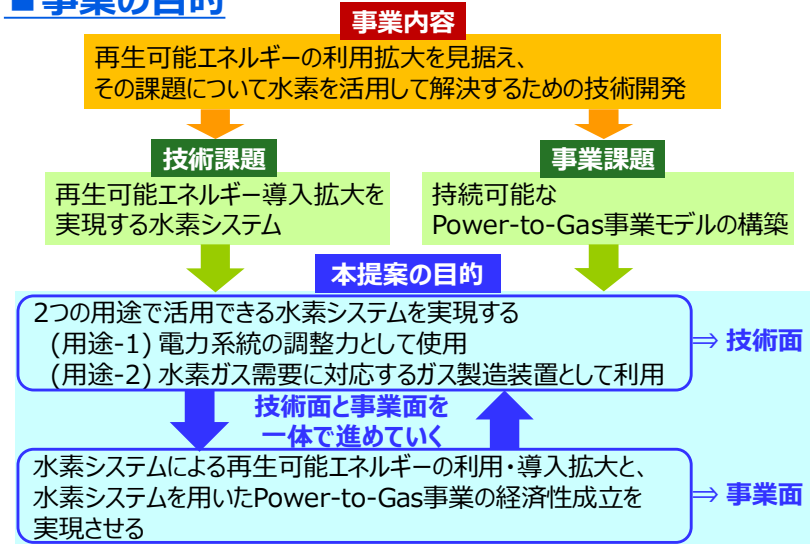 ■事業の目的
事業内容
再生可能エネルギーの利用拡大を見据え、
その課題について水素を活用して解決するための技術開発
技術課題
再生可能エネルギー導入拡大を
実現する水素システム
事業課題
持続可能な
Power-to-Gas事業モデルの構築
本提案の目的
2つの用途で活用できる水素システムを実現する
(用途-1) 電力系統の調整力として使用
(用途-2) 水素ガス需要に対応するガス製造装置として利用
⇒ 技術面
技術面と事業面を
一体で進めていく
水素システムによる再生可能エネルギーの利用・導入拡大と、
水素システムを用いたPower-to-Gas事業の経済性成立を
実現させる
⇒ 事業面